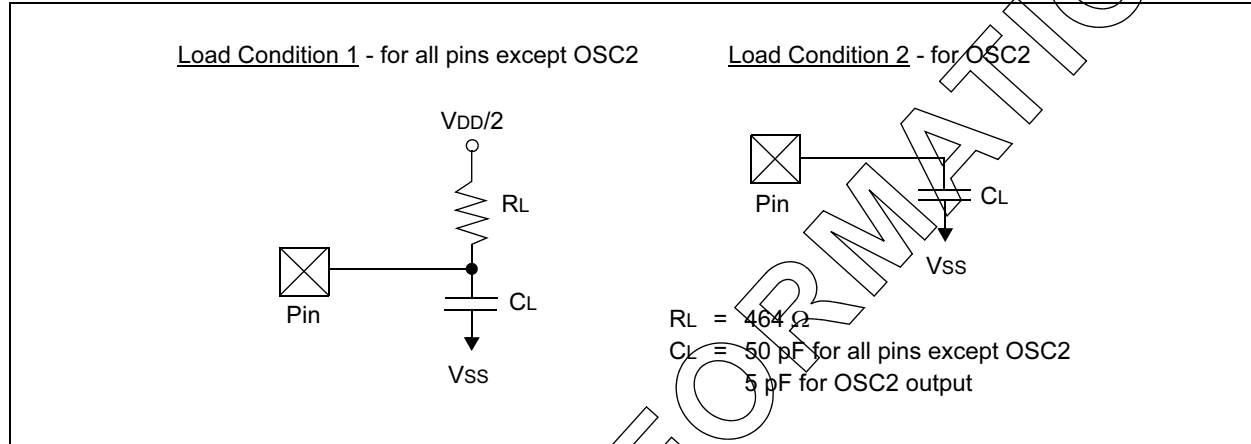 Load Condition 1 - for all pins except OSC2
Load Condition 2 - for OSC2
VDD/2
RL
CL
Pin
VSS
Pin
CL
VSS
RL = 464 Ω
CL = 50 pF for all pins except OSC2
5 pF for OSC2 output
FORMATIO